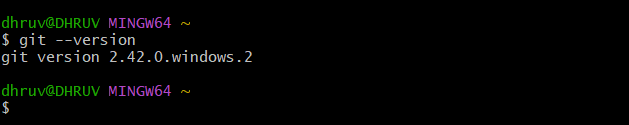 dhruv@DHRUV MINGW64 ~
$ git --version
git version 2.42.0.windows.2
dhruv@DHRUV MINGW64 ~
$